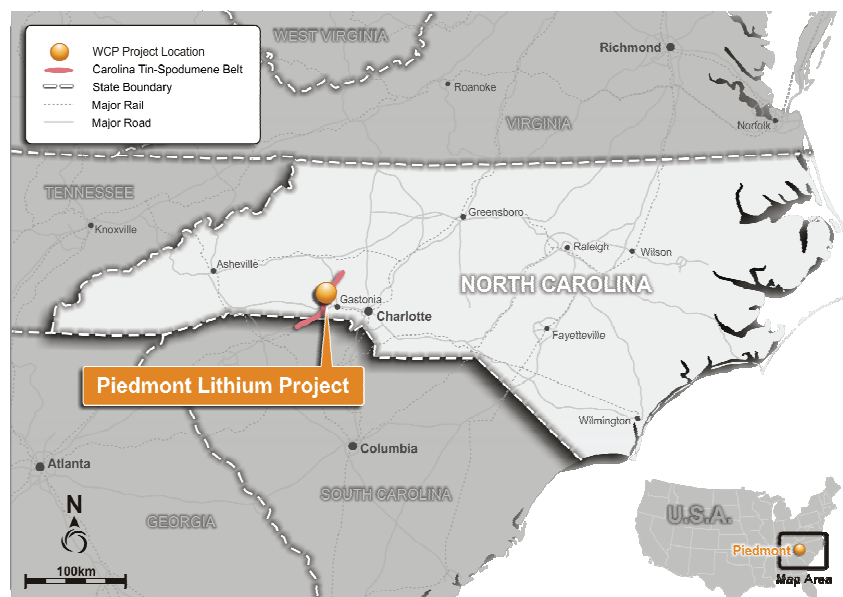 WCP Project Location
Carolina Tin-Spodumene Belt
State Boundary
Major Rail
Major Road
WEST VIRGINIA
Richmond
Roanoke
VIRGINIA
Norfolk
TENNESSEE
Knoxville
Greensboro
Asheville
Raleigh
Wilson
NORTH CAROLINA
Gastonia
Charlotte
Fayetteville
Piedmont Lithium Project
Wilmington
Columbia
Atlanta
SOUTH CAROLINA
N
GEORGIA
100km
U.S.A.
Piedmont
Map Area